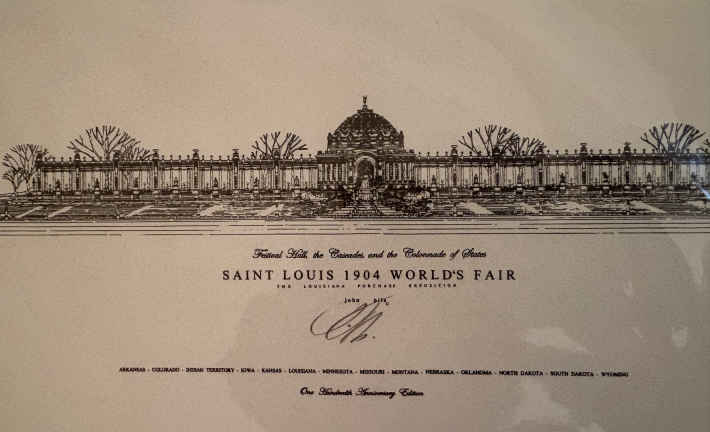 Festival Hall, the Cascades, and the Colonnade of States
SAINT LOUIS 1904 WORLD'S FAIR
THE LOUISIANA PURCHASE EXPOSITION
john
ARKANSAS - COLORADO - INDIAN TERRITORY - IOWA - KANSAS - LOUISIANA - MINNESOTA - MISSOURI - MONTANA - NEBRASKA - OKLAHOMA - NORTH DAKOTA - SOUTH DAKOTA - WYOMING
One Hundredth Anniversary Edition